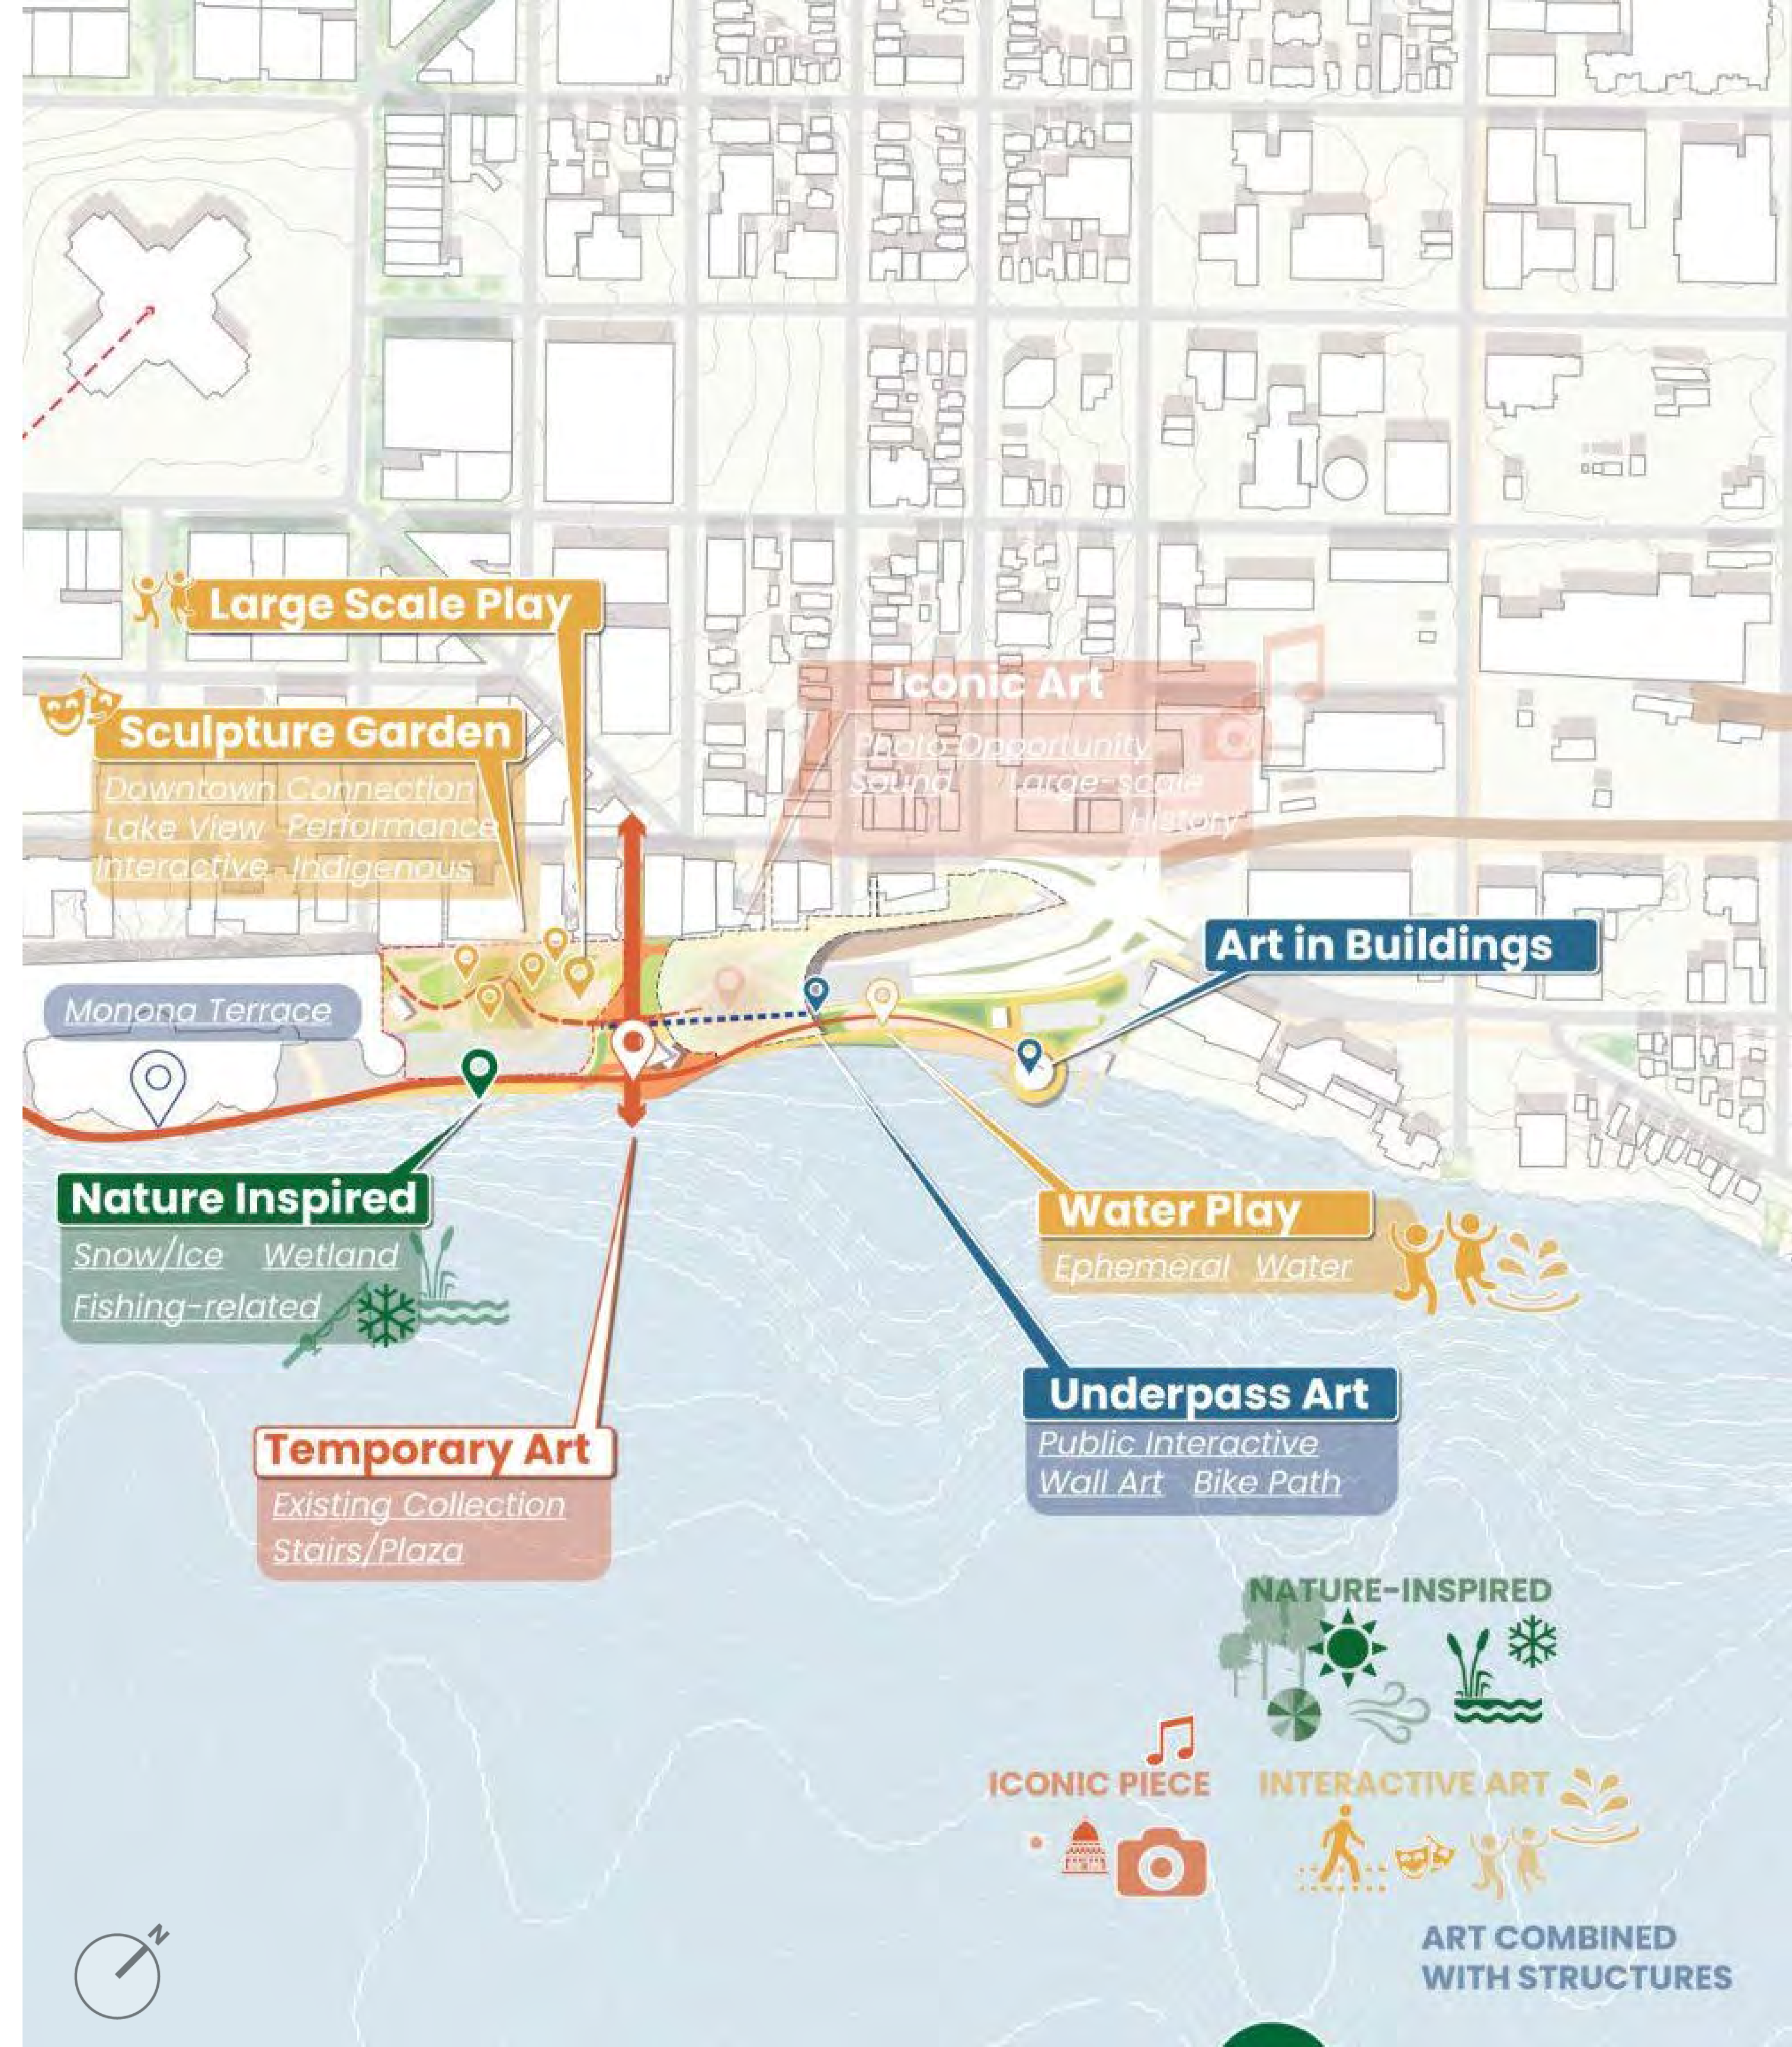 Large Scale Play
Sculpture Garden
Downtown Connection
Lake View Performance
Interactive Indigenous
Iconic Art
Photo Opportunity
Sound Large-scale
History
Art in Buildings
Monona Terrace
Nature Inspired
Snow/Ice Wetland
Fishing-related
Water Play
Ephemeral Water
Underpass Art
Public Interactive
Wall Art Bike Path
Temporary Art
Existing Collection
Stairs/Plaza
NATURE-INSPIRED
ICONIC PIECE
INTERACTIVE ART
ART COMBINED
WITH STRUCTURES
N